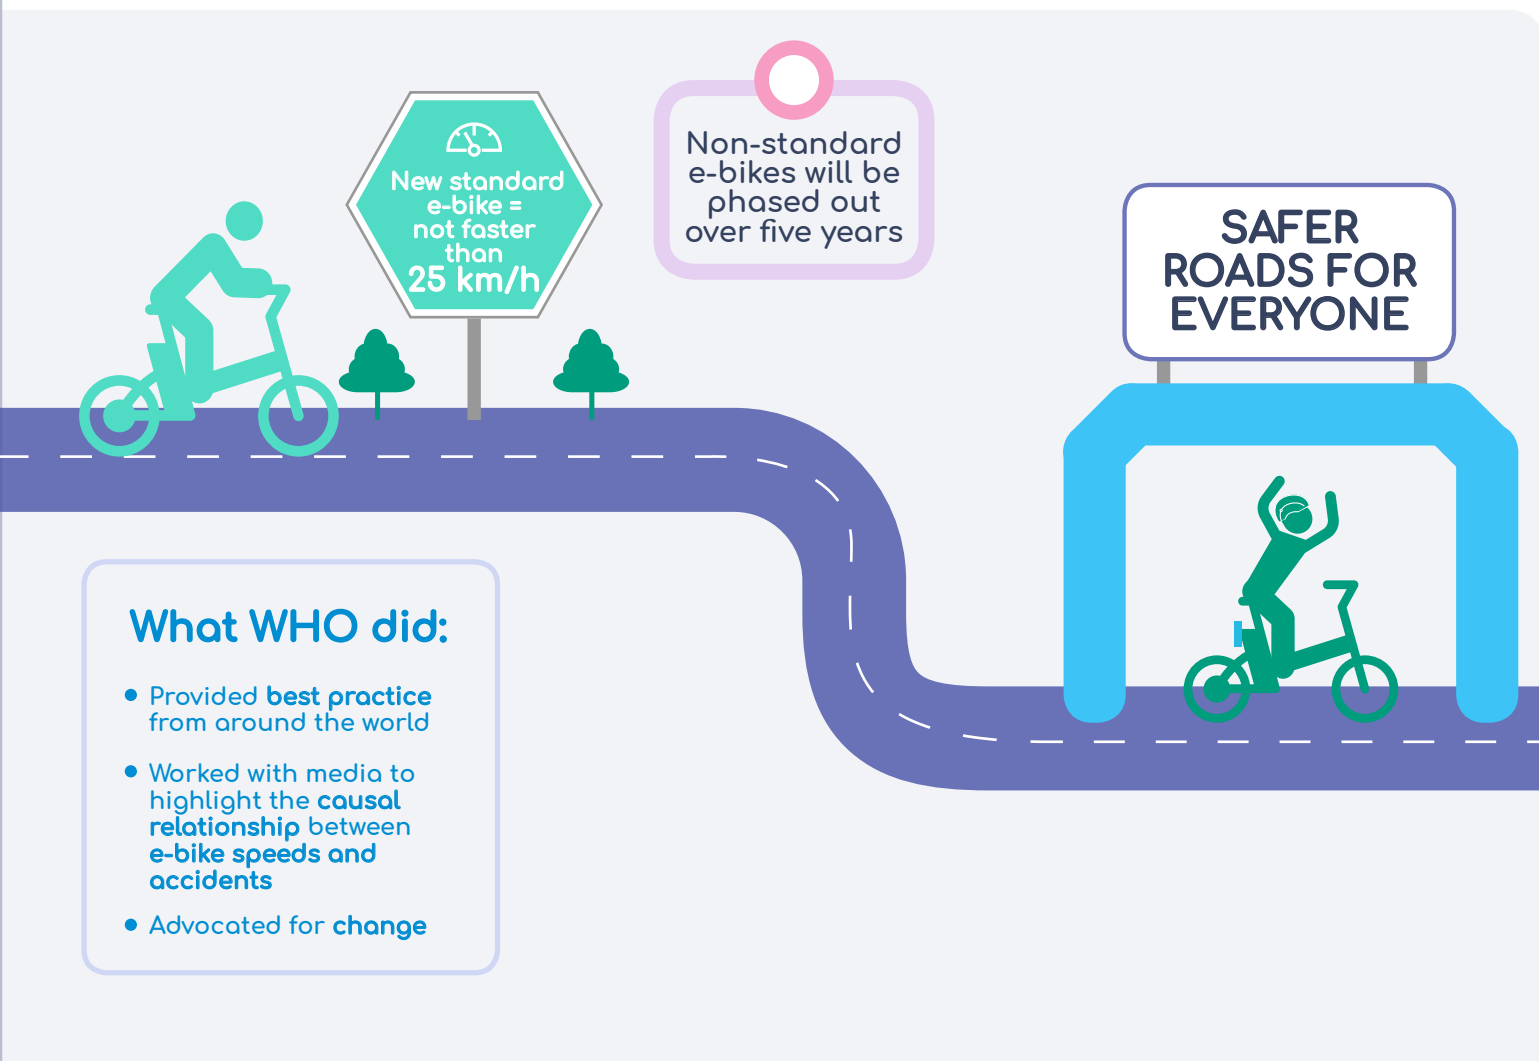 New standard
e-bike =
not faster
than
25 km/h
Non-standard
e-bikes will be
phased out
over five years
SAFER
ROADS FOR
EVERYONE
What WHO did:
• Provided best practice
from around the world
• Worked with media to
highlight the causal
relationship between
e-bike speeds and
accidents
• Advocated for change